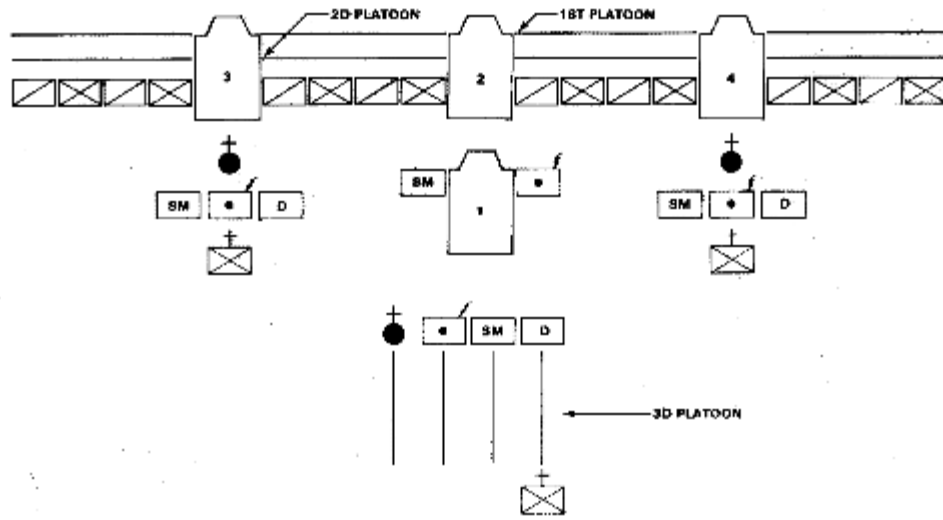 2D PLATOON
1ST PLATOON
3
2
4
SM
SM D
1
SM D
SM D
3D PLATOON